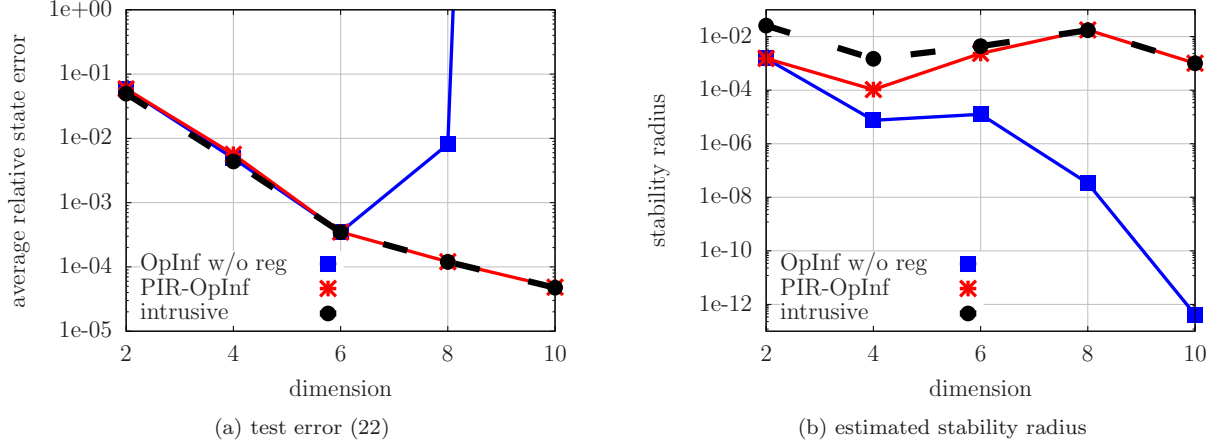 1e+00
1e-01
1e-02
1e-03
1e-04
1e-05
average relative state error
OpInf w/o reg
PIR-OpInf
intrusive
2 4 6 8 10
dimension
(a) test error (22)
1e-02
1e-04
1e-06
1e-08
1e-10
1e-12
stability radius
OpInf w/o reg
PIR-OpInf
intrusive
2 4 6 8 10
dimension
(b) estimated stability radius